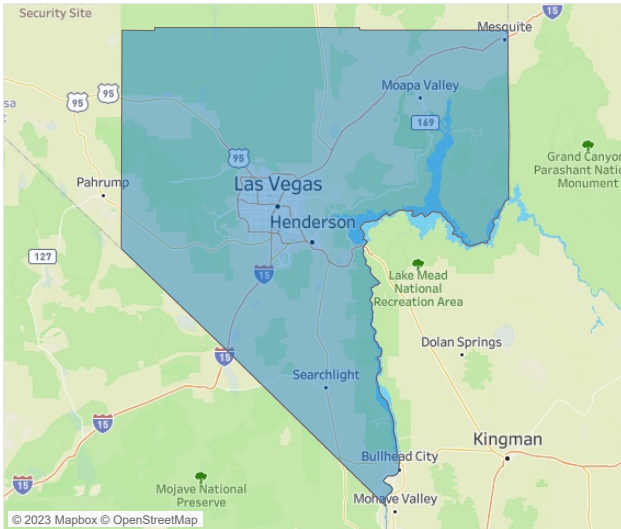 Security Site
15
Mesquite
95
95
Moapa Valley
169
95
Grand Canyon
Parashant Natio
Monument
Pahrump
Las Vegas
Henderson
127
15
Lake Mead
National
Recreation Area
15
Dolan Springs
Searchlight
15
Kingman
Bullhead City
15
Mojave National
Preserve
Mohave Valley
© 2023 Mapbox © OpenStreetMap